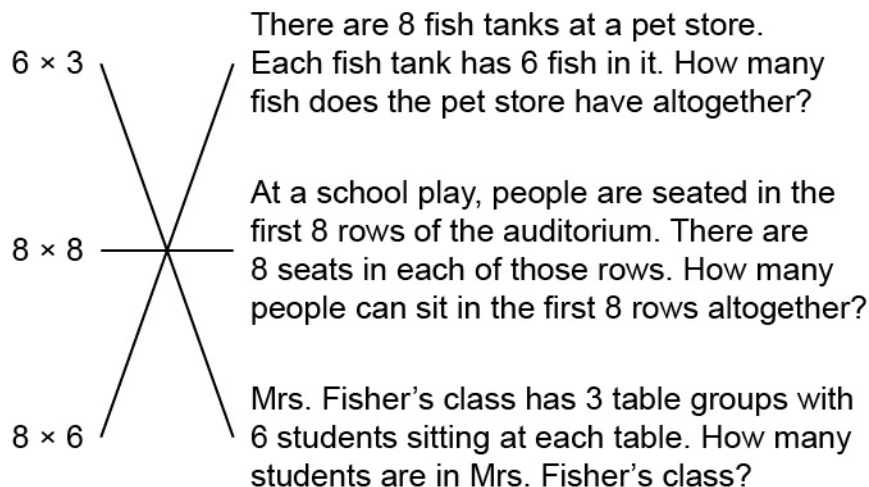 There are 8 fish tanks at a pet store.
6 × 3
Each fish tank has 6 fish in it. How many
fish does the pet store have altogether?
At a school play, people are seated in the
first 8 rows of the auditorium. There are
8 × 8
8 seats in each of those rows. How many
people can sit in the first 8 rows altogether?
Mrs. Fisher’s class has 3 table groups with
8 × 6
6 students sitting at each table. How many
students are in Mrs. Fisher’s class?